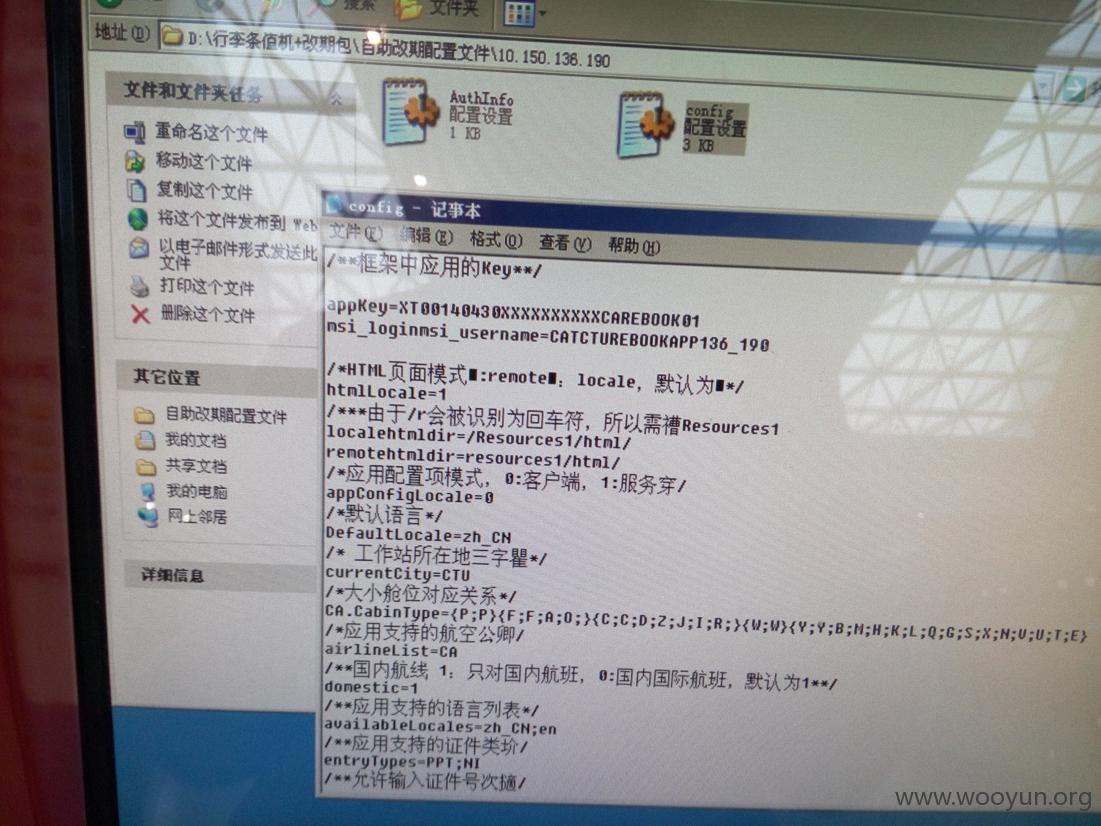 搜索
文件夹
地址(D)
D:\行李条值机+改期包\自助改期配置文件\10.150.136.190
文件和文件夹任务
重命名这个文件
移动这个文件
复制这个文件
将这个文件发布到 Web
以电子邮件形式发送此
文件
打印这个文件
删除这个文件
其它位置
自助改期配置文件
我的文档
共享文档
我的电脑
网上邻居
详细信息
AuthInfo
配置设置
1 KB
config
配置设置
3 KB
config - 记事本
文件(F) 编辑(E) 格式(O) 查看(V) 帮助(H)
/**框架中应用的Key**/
appKey=XT00140430XXXXXXXXXXCAREBOOK01
msi_loginmsi_username=CATCTUREBOOKAPP136_190
/*HTML页面模式■:remote■; locale, 默认为■*/
htmlLocale=1
/***由于/r会被识别为回车符, 所以需禮Resources1
localehtmldir=/Resources1/html/
remotehtmldir=resources1/html/
/*应用配置项模式, 0:客户端, 1:服务穿/
appConfigLocale=0
/*默认语言*/
DefaultLocale=zh_CN
/* 工作站所在地三字瞿*/
currentCity=CTU
/*大小舱位对应关系*/
CA.CabinType={P;P}{F;F;A;O;}{C;C;D;Z;J;I;R;}{W;W}{Y;Y;B;M;H;K;L;Q;G;S;X;N;V;U;T;E}
/*应用支持的航空公卿/
airlineList=CA
/**国内航线 1: 只对国内航班, 0:国内国际航班, 默认为1**/
domestic=1
/**应用支持的语言列表*/
availableLocales=zh_CN;en
/**应用支持的证件类玠/
entryTypes=PPT;NI
/**允许输入证件号次摘/
www.wooyun.org